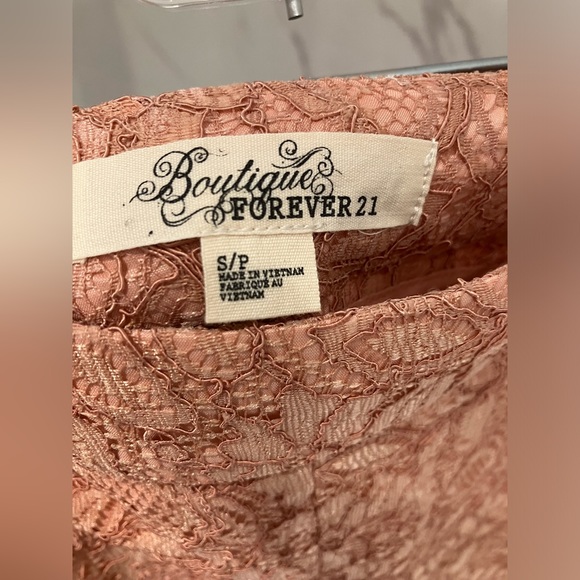 Boutique
FOREVER 21
S/P
MADE IN VIETNAM
FABRIQUÉ AU
VIETNAM